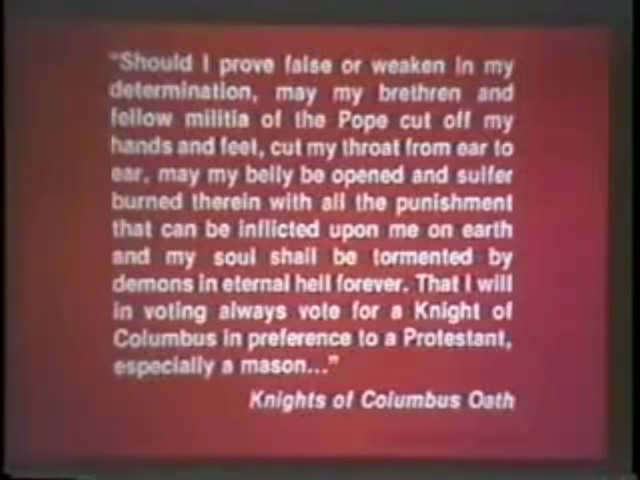 "Should I prove false or weaken in my
determination, may my brethren and
fellow militia of the Pope cut off my
hands and feet, cut my throat from ear to
ear, may my belly be opened and sulfer
burned therein with all the punishment
that can be inflicted upon me on earth
and my soul shall be tormented by
demons in eternal hell forever. That I will
in voting always vote for a Knight of
Columbus in preference to a Protestant,
especially a mason..."
Knights of Columbus Oath